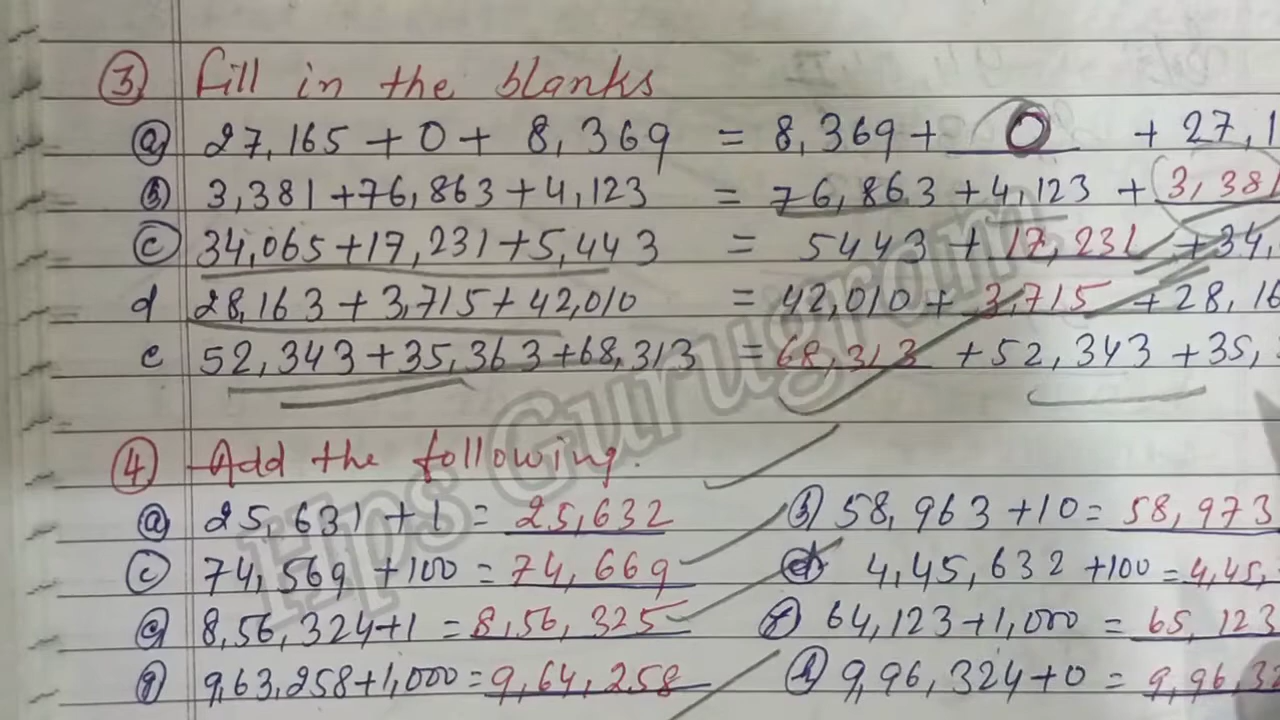 3 Fill in the blanks
a 27,165 + 0 + 8,369 = 8,369 + 0 + 27,1
b 3,381 + 76,863 + 4,123 = 76,863 + 4,123 + (3,381
c 34,065 + 17,231 + 5,443 = 5443 + 17,231 + 34,
d 28,163 + 3,715 + 42,010 = 42,010 + 3,715 + 28,16
e 52,343 + 35,363 + 68,313 = 68,313 + 52,343 + 35,
4 Add the following.
a 25,631 + 1 = 25,632 b) 58,963 + 10 = 58,973
c 74,569 + 100 = 74,669 d 4,45,632 + 100 = 4,45,
e 8,56,324 + 1 = 8,56,325 f 64,123 + 1,000 = 65,123
g 9,63,258 + 1,000 = 9,64,258 h 9,96,324 + 0 = 9,96,32
Hps Gurugram